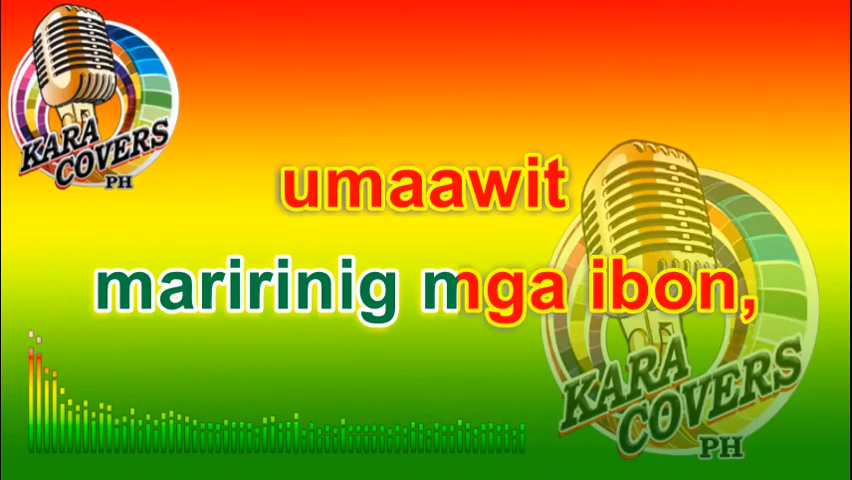 KARA
COVERS
PH
umaawit
maririnig mga ibon,
KARA
COVERS
PH